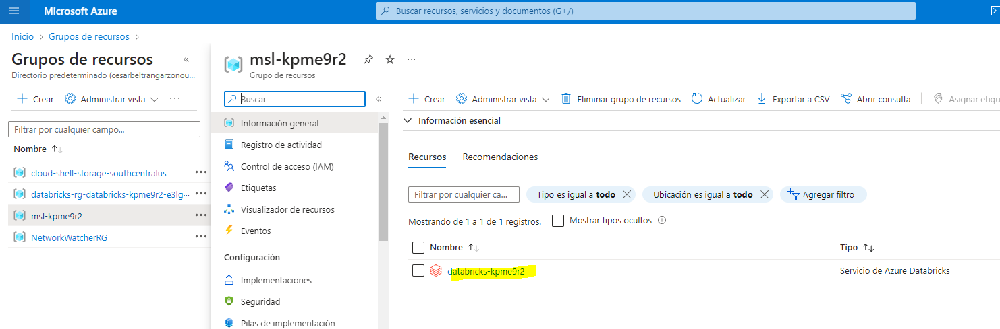 Microsoft Azure
Buscar recursos, servicios y documentos (G+/)
Inicio > Grupos de recursos >
Grupos de recursos «
Directorio predeterminado (cesarbeltrangarzonou...
+ Crear Administrar vista ...
Filtrar por cualquier campo...
Nombre ↑↓
cloud-shell-storage-southcentralus ...
databricks-rg-databricks-kpme9r2-e3lg... ...
msl-kpme9r2 ...
NetworkWatcherRG ...
msl-kpme9r2 ...
Grupo de recursos
Buscar «
Información general
Registro de actividad
Control de acceso (IAM)
Etiquetas
Visualizador de recursos
Eventos
Configuración
Implementaciones
Seguridad
Pilas de implementación
+ Crear Administrar vista Eliminar grupo de recursos Actualizar Exportar a CSV Abrir consulta Asignar etiqu
Información esencial
Recursos Recomendaciones
Filtrar por cualquier ca... Tipo es igual a todo Ubicación es igual a todo Agregar filtro
Mostrando de 1 a 1 de 1 registros. Mostrar tipos ocultos
Nombre ↑↓ Tipo ↑↓
databricks-kpme9r2 Servicio de Azure Databricks